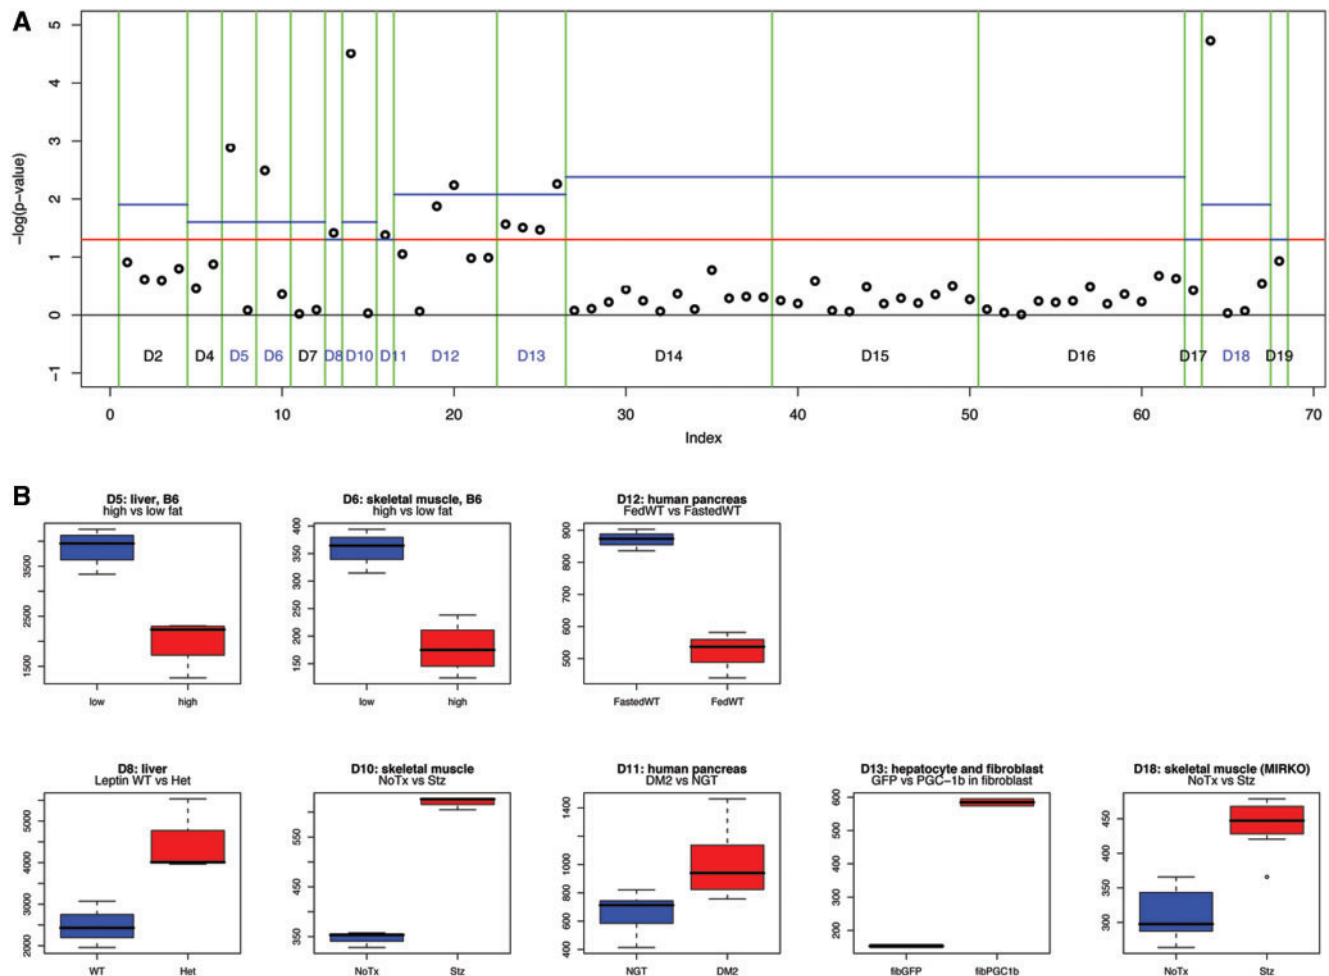 A
5
4
3
2
1
0
−1
−log(p−value)
D2 D4 D5 D6 D7 D8 D10 D11 D12 D13 D14 D15 D16 D17 D18 D19
0 10 20 30 40 50 60 70
Index
B
D5: liver, B6
high vs low fat
3500
2500
1500
low high
D6: skeletal muscle, B6
high vs low fat
400
350
300
250
200
150
low high
D12: human pancreas
FedWT vs FastedWT
900
800
700
600
500
FastedWT FedWT
D8: liver
Leptin WT vs Het
5000
4000
3000
2000
WT Het
D10: skeletal muscle
NoTx vs Stz
550
450
350
NoTx Stz
D11: human pancreas
DM2 vs NGT
1400
1000
800
600
400
NGT DM2
D13: hepatocyte and fibroblast
GFP vs PGC−1b in fibroblast
600
500
400
300
200
fibGFP fibPGC1b
D18: skeletal muscle (MIRKO)
NoTx vs Stz
450
400
350
300
NoTx Stz